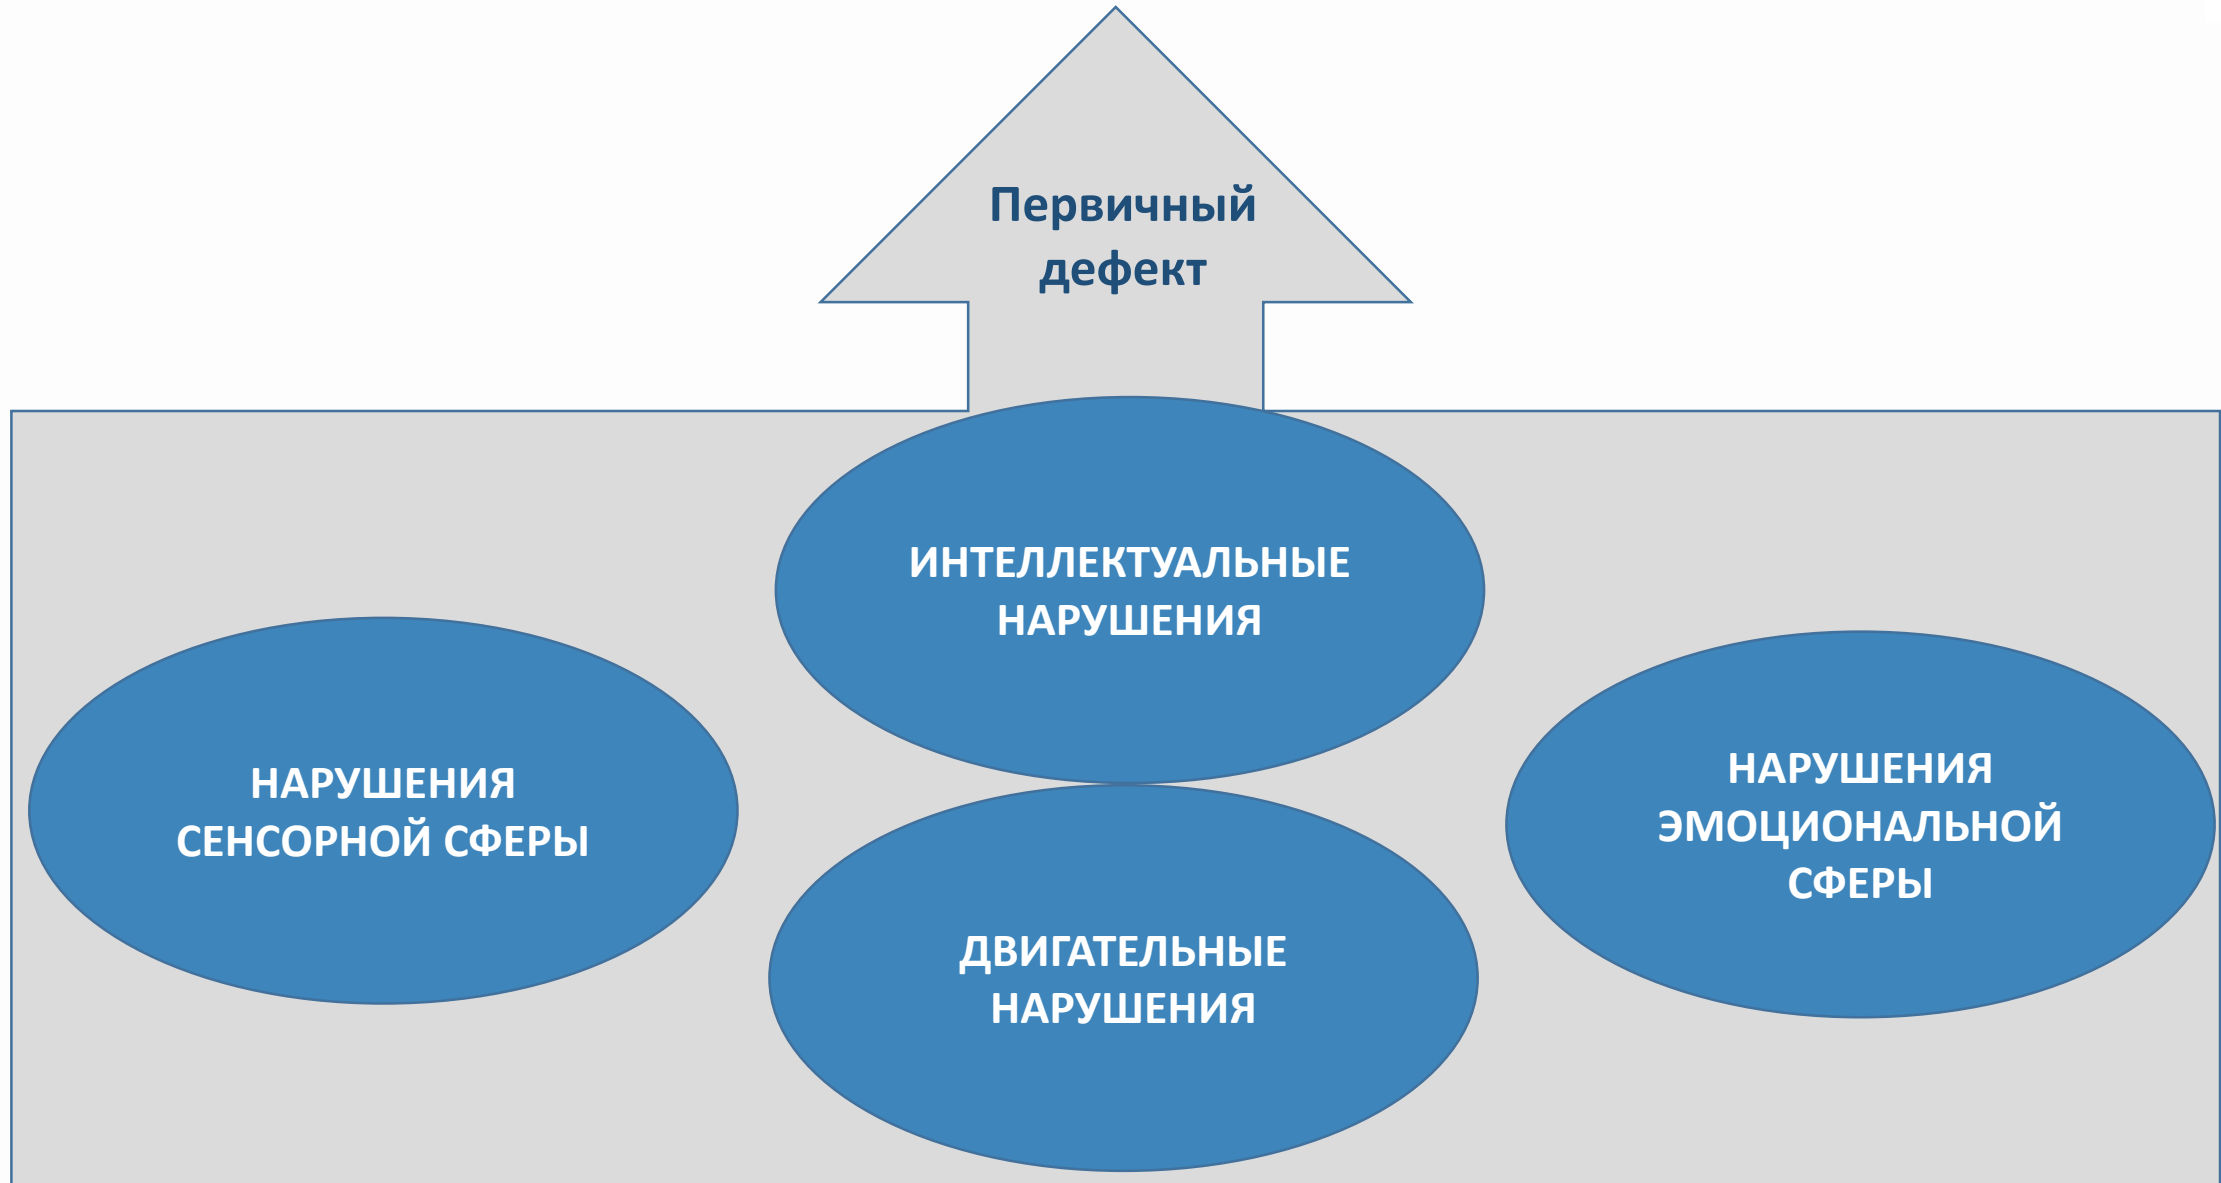 Первичный
дефект
ИНТЕЛЛЕКТУАЛЬНЫЕ
НАРУШЕНИЯ
НАРУШЕНИЯ
СЕНСОРНОЙ СФЕРЫ
НАРУШЕНИЯ
ЭМОЦИОНАЛЬНОЙ
СФЕРЫ
ДВИГАТЕЛЬНЫЕ
НАРУШЕНИЯ